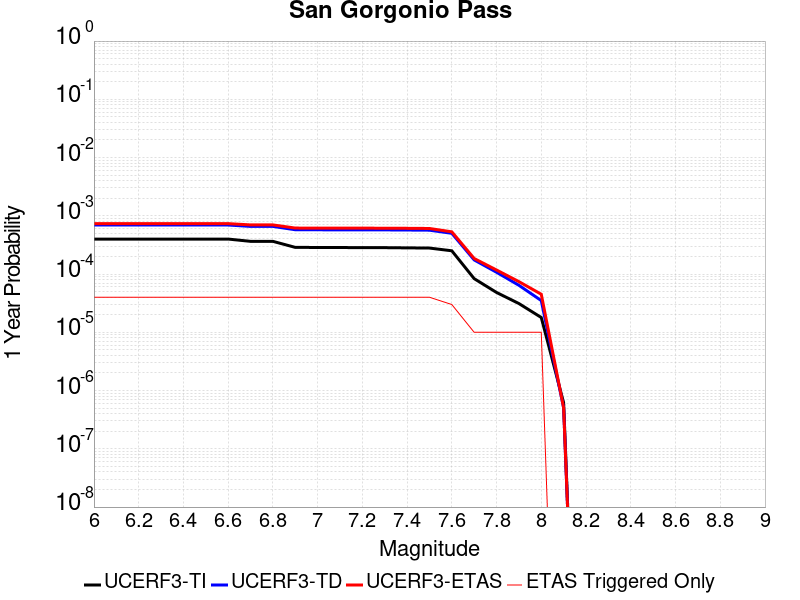 San Gorgonio Pass
10^0
10^-1
10^-2
10^-3
10^-4
10^-5
10^-6
10^-7
10^-8
1 Year Probability
6 6.2 6.4 6.6 6.8 7 7.2 7.4 7.6 7.8 8 8.2 8.4 8.6 8.8 9
Magnitude
UCERF3-TI UCERF3-TD UCERF3-ETAS ETAS Triggered Only